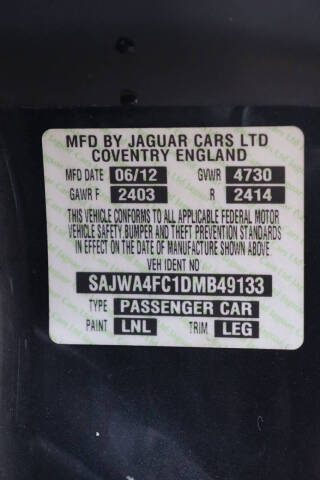 MFD BY JAGUAR CARS LTD
COVENTRY ENGLAND
MFD DATE 06/12 GVWR 4730
GAWR F 2403 R 2414
THIS VEHICLE CONFORMS TO ALL APPLICABLE FEDERAL MOTOR
VEHICLE SAFETY,BUMPER AND THEFT PREVENTION STANDARDS
IN EFFECT ON THE DATE OF MANUFACTURE SHOWN ABOVE.
VEH IDENT NO
SAJWA4FC1DMB49133
TYPE PASSENGER CAR
PAINT LNL TRIM LEG